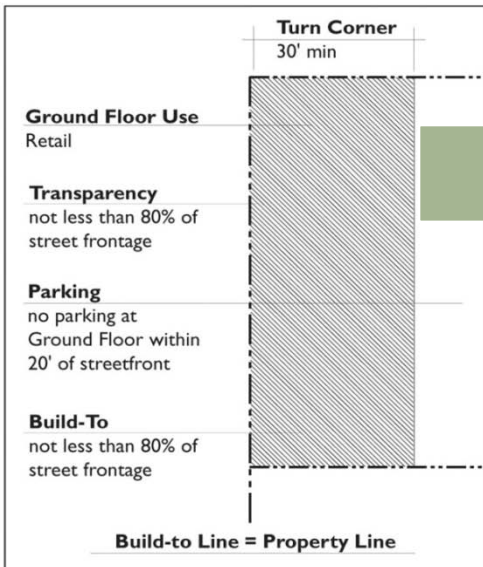 Turn Corner
30' min
Ground Floor Use
Retail
Transparency
not less than 80% of
street frontage
Parking
no parking at
Ground Floor within
20' of streetfront
Build-To
not less than 80% of
street frontage
Build-to Line = Property Line